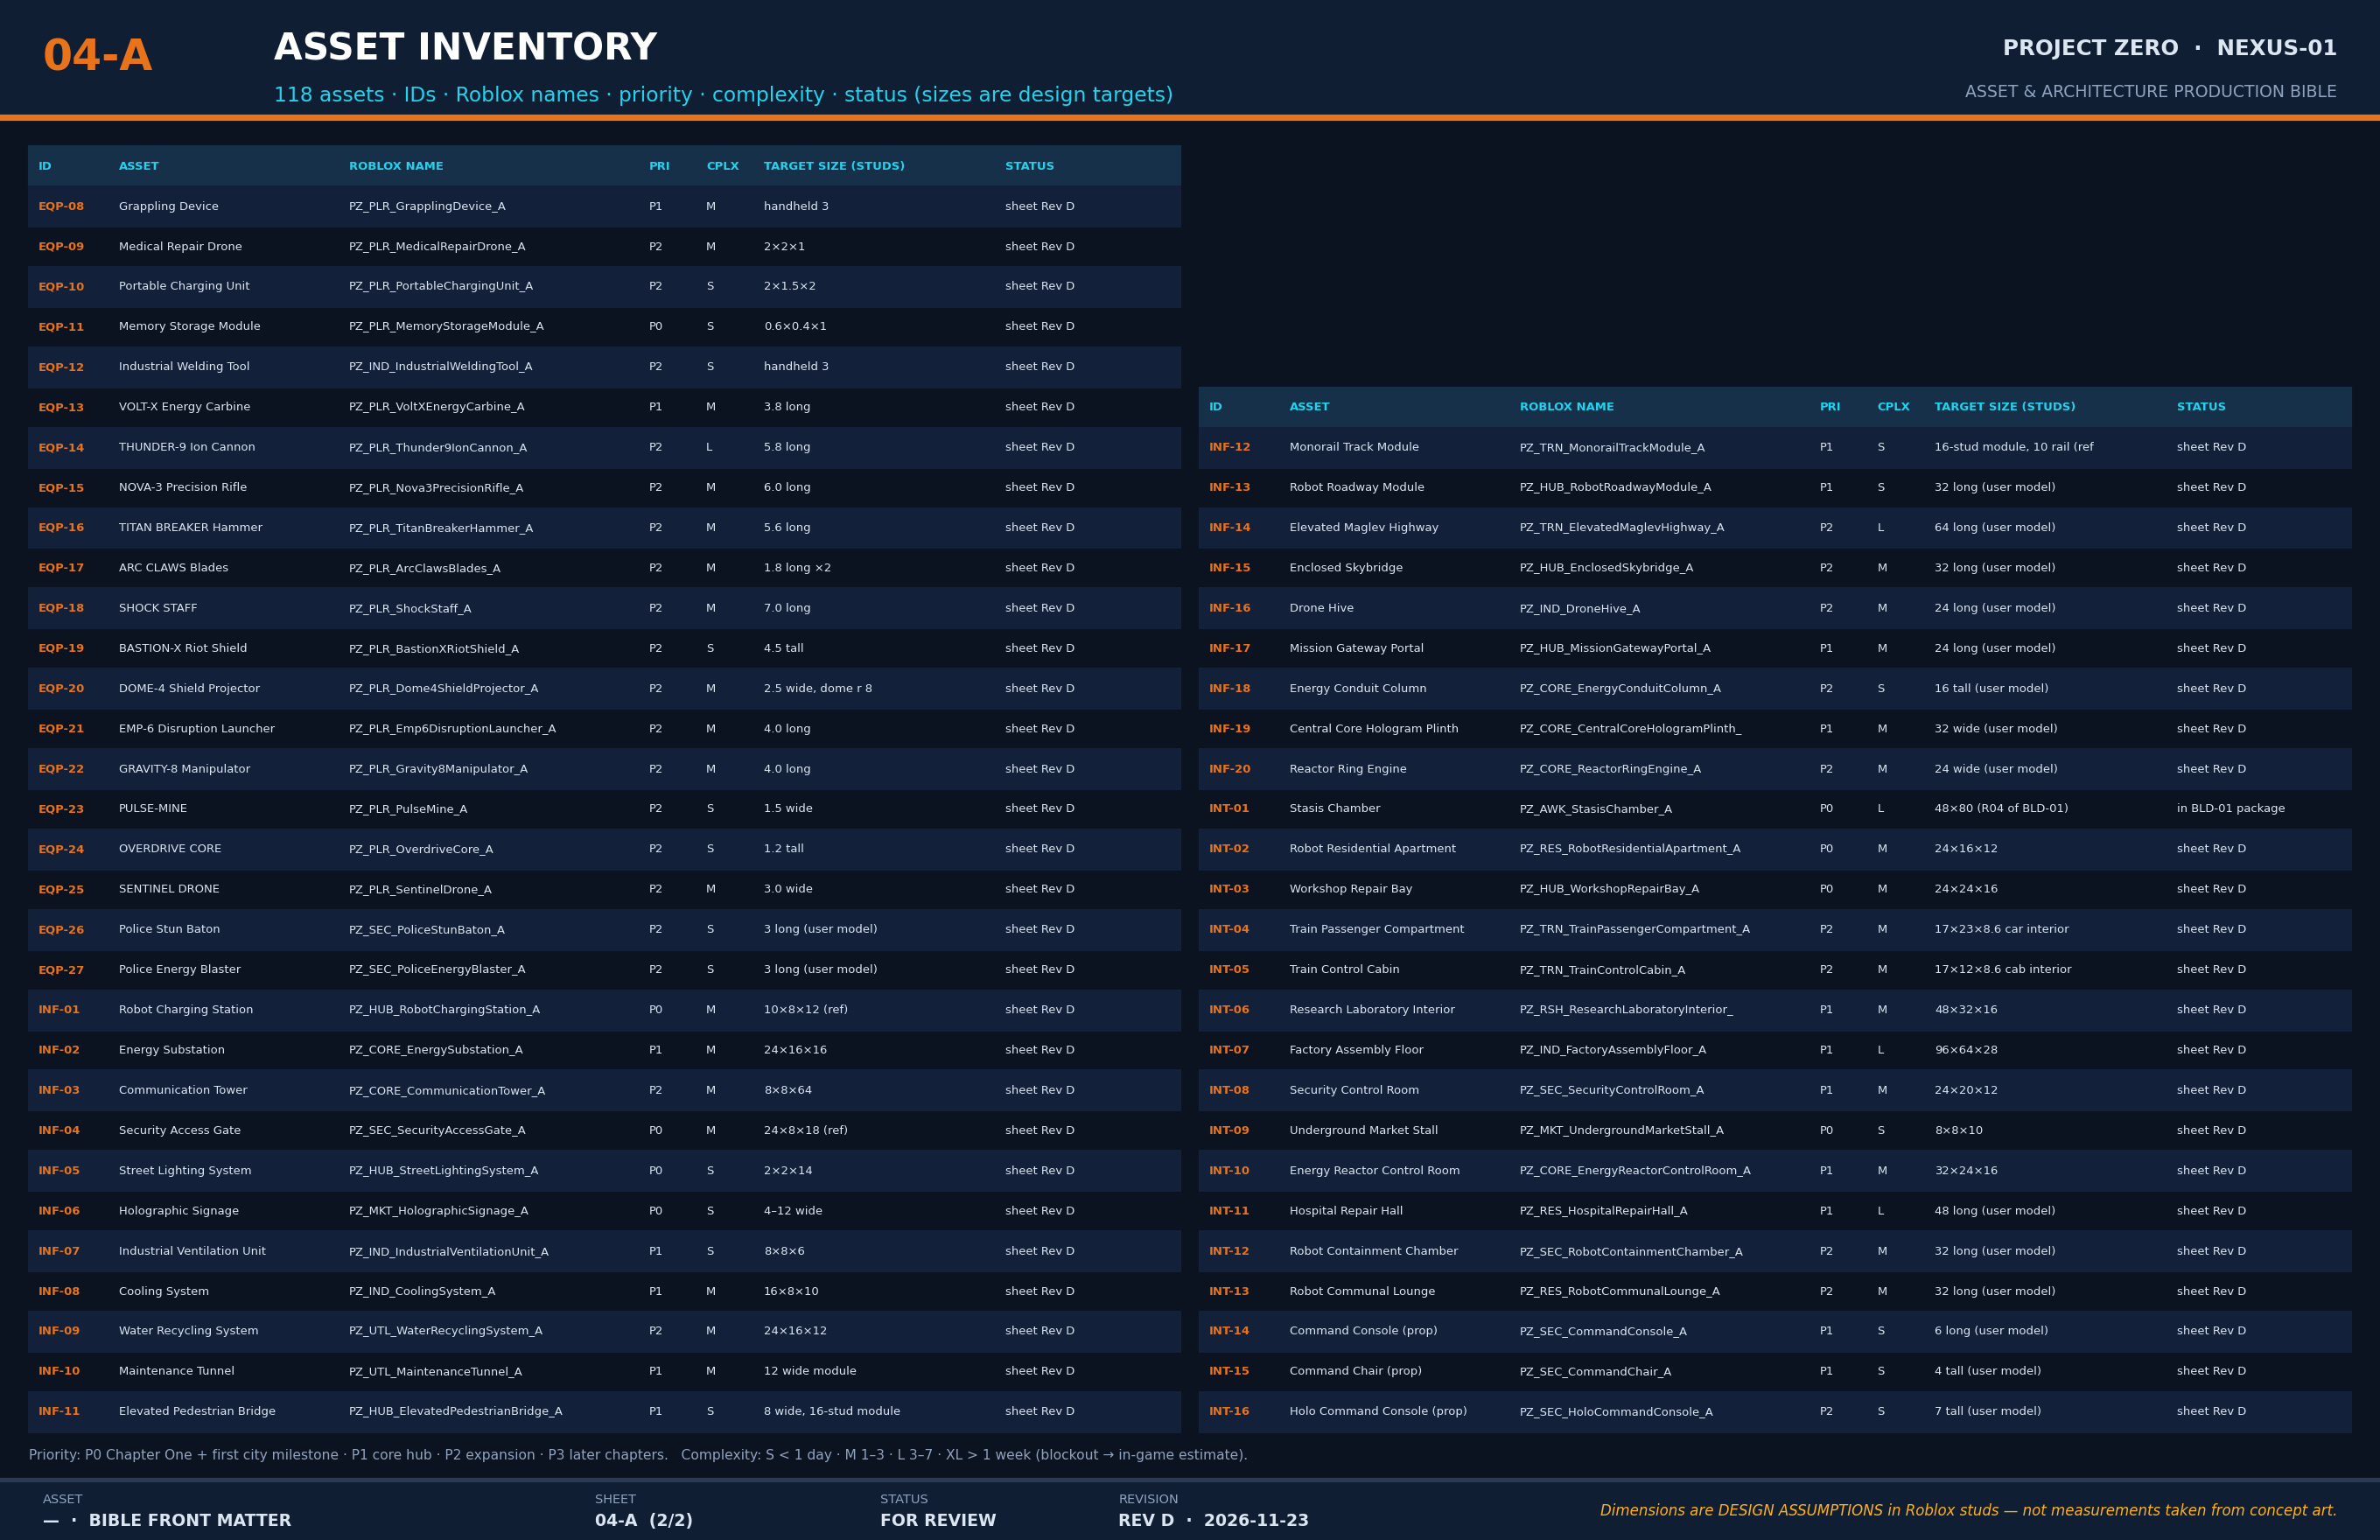 04-A
ASSET INVENTORY
118 assets · IDs · Roblox names · priority · complexity · status (sizes are design targets)
PROJECT ZERO · NEXUS-01
ASSET & ARCHITECTURE PRODUCTION BIBLE
ID ASSET ROBLOX NAME PRI CPLX TARGET SIZE (STUDS) STATUS
EQP-08 Grappling Device PZ_PLR_GrapplingDevice_A P1 M handheld 3 sheet Rev D
EQP-09 Medical Repair Drone PZ_PLR_MedicalRepairDrone_A P2 M 2×2×1 sheet Rev D
EQP-10 Portable Charging Unit PZ_PLR_PortableChargingUnit_A P2 S 2×1.5×2 sheet Rev D
EQP-11 Memory Storage Module PZ_PLR_MemoryStorageModule_A P0 S 0.6×0.4×1 sheet Rev D
EQP-12 Industrial Welding Tool PZ_IND_IndustrialWeldingTool_A P2 S handheld 3 sheet Rev D
EQP-13 VOLT-X Energy Carbine PZ_PLR_VoltXEnergyCarbine_A P1 M 3.8 long sheet Rev D
EQP-14 THUNDER-9 Ion Cannon PZ_PLR_Thunder9IonCannon_A P2 L 5.8 long sheet Rev D
EQP-15 NOVA-3 Precision Rifle PZ_PLR_Nova3PrecisionRifle_A P2 M 6.0 long sheet Rev D
EQP-16 TITAN BREAKER Hammer PZ_PLR_TitanBreakerHammer_A P2 M 5.6 long sheet Rev D
EQP-17 ARC CLAWS Blades PZ_PLR_ArcClawsBlades_A P2 M 1.8 long ×2 sheet Rev D
EQP-18 SHOCK STAFF PZ_PLR_ShockStaff_A P2 M 7.0 long sheet Rev D
EQP-19 BASTION-X Riot Shield PZ_PLR_BastionXRiotShield_A P2 S 4.5 tall sheet Rev D
EQP-20 DOME-4 Shield Projector PZ_PLR_Dome4ShieldProjector_A P2 M 2.5 wide, dome r 8 sheet Rev D
EQP-21 EMP-6 Disruption Launcher PZ_PLR_Emp6DisruptionLauncher_A P2 M 4.0 long sheet Rev D
EQP-22 GRAVITY-8 Manipulator PZ_PLR_Gravity8Manipulator_A P2 M 4.0 long sheet Rev D
EQP-23 PULSE-MINE PZ_PLR_PulseMine_A P2 S 1.5 wide sheet Rev D
EQP-24 OVERDRIVE CORE PZ_PLR_OverdriveCore_A P2 S 1.2 tall sheet Rev D
EQP-25 SENTINEL DRONE PZ_PLR_SentinelDrone_A P2 M 3.0 wide sheet Rev D
EQP-26 Police Stun Baton PZ_SEC_PoliceStunBaton_A P2 S 3 long (user model) sheet Rev D
EQP-27 Police Energy Blaster PZ_SEC_PoliceEnergyBlaster_A P2 S 3 long (user model) sheet Rev D
INF-01 Robot Charging Station PZ_HUB_RobotChargingStation_A P0 M 10×8×12 (ref) sheet Rev D
INF-02 Energy Substation PZ_CORE_EnergySubstation_A P1 M 24×16×16 sheet Rev D
INF-03 Communication Tower PZ_CORE_CommunicationTower_A P2 M 8×8×64 sheet Rev D
INF-04 Security Access Gate PZ_SEC_SecurityAccessGate_A P0 M 24×8×18 (ref) sheet Rev D
INF-05 Street Lighting System PZ_HUB_StreetLightingSystem_A P0 S 2×2×14 sheet Rev D
INF-06 Holographic Signage PZ_MKT_HolographicSignage_A P0 S 4–12 wide sheet Rev D
INF-07 Industrial Ventilation Unit PZ_IND_IndustrialVentilationUnit_A P1 S 8×8×6 sheet Rev D
INF-08 Cooling System PZ_IND_CoolingSystem_A P1 M 16×8×10 sheet Rev D
INF-09 Water Recycling System PZ_UTL_WaterRecyclingSystem_A P2 M 24×16×12 sheet Rev D
INF-10 Maintenance Tunnel PZ_UTL_MaintenanceTunnel_A P1 M 12 wide module sheet Rev D
INF-11 Elevated Pedestrian Bridge PZ_HUB_ElevatedPedestrianBridge_A P1 S 8 wide, 16-stud module sheet Rev D
ID ASSET ROBLOX NAME PRI CPLX TARGET SIZE (STUDS) STATUS
INF-12 Monorail Track Module PZ_TRN_MonorailTrackModule_A P1 S 16-stud module, 10 rail (ref sheet Rev D
INF-13 Robot Roadway Module PZ_HUB_RobotRoadwayModule_A P1 S 32 long (user model) sheet Rev D
INF-14 Elevated Maglev Highway PZ_TRN_ElevatedMaglevHighway_A P2 L 64 long (user model) sheet Rev D
INF-15 Enclosed Skybridge PZ_HUB_EnclosedSkybridge_A P2 M 32 long (user model) sheet Rev D
INF-16 Drone Hive PZ_IND_DroneHive_A P2 M 24 long (user model) sheet Rev D
INF-17 Mission Gateway Portal PZ_HUB_MissionGatewayPortal_A P1 M 24 long (user model) sheet Rev D
INF-18 Energy Conduit Column PZ_CORE_EnergyConduitColumn_A P2 S 16 tall (user model) sheet Rev D
INF-19 Central Core Hologram Plinth PZ_CORE_CentralCoreHologramPlinth_ P1 M 32 wide (user model) sheet Rev D
INF-20 Reactor Ring Engine PZ_CORE_ReactorRingEngine_A P2 M 24 wide (user model) sheet Rev D
INT-01 Stasis Chamber PZ_AWK_StasisChamber_A P0 L 48×80 (R04 of BLD-01) in BLD-01 package
INT-02 Robot Residential Apartment PZ_RES_RobotResidentialApartment_A P0 M 24×16×12 sheet Rev D
INT-03 Workshop Repair Bay PZ_HUB_WorkshopRepairBay_A P0 M 24×24×16 sheet Rev D
INT-04 Train Passenger Compartment PZ_TRN_TrainPassengerCompartment_A P2 M 17×23×8.6 car interior sheet Rev D
INT-05 Train Control Cabin PZ_TRN_TrainControlCabin_A P2 M 17×12×8.6 cab interior sheet Rev D
INT-06 Research Laboratory Interior PZ_RSH_ResearchLaboratoryInterior_ P1 M 48×32×16 sheet Rev D
INT-07 Factory Assembly Floor PZ_IND_FactoryAssemblyFloor_A P1 L 96×64×28 sheet Rev D
INT-08 Security Control Room PZ_SEC_SecurityControlRoom_A P1 M 24×20×12 sheet Rev D
INT-09 Underground Market Stall PZ_MKT_UndergroundMarketStall_A P0 S 8×8×10 sheet Rev D
INT-10 Energy Reactor Control Room PZ_CORE_EnergyReactorControlRoom_A P1 M 32×24×16 sheet Rev D
INT-11 Hospital Repair Hall PZ_RES_HospitalRepairHall_A P1 L 48 long (user model) sheet Rev D
INT-12 Robot Containment Chamber PZ_SEC_RobotContainmentChamber_A P2 M 32 long (user model) sheet Rev D
INT-13 Robot Communal Lounge PZ_RES_RobotCommunalLounge_A P2 M 32 long (user model) sheet Rev D
INT-14 Command Console (prop) PZ_SEC_CommandConsole_A P1 S 6 long (user model) sheet Rev D
INT-15 Command Chair (prop) PZ_SEC_CommandChair_A P1 S 4 tall (user model) sheet Rev D
INT-16 Holo Command Console (prop) PZ_SEC_HoloCommandConsole_A P2 S 7 tall (user model) sheet Rev D
Priority: P0 Chapter One + first city milestone · P1 core hub · P2 expansion · P3 later chapters. Complexity: S < 1 day · M 1–3 · L 3–7 · XL > 1 week (blockout → in-game estimate).
ASSET SHEET STATUS REVISION
— · BIBLE FRONT MATTER 04-A (2/2) FOR REVIEW REV D · 2026-11-23
Dimensions are DESIGN ASSUMPTIONS in Roblox studs — not measurements taken from concept art.